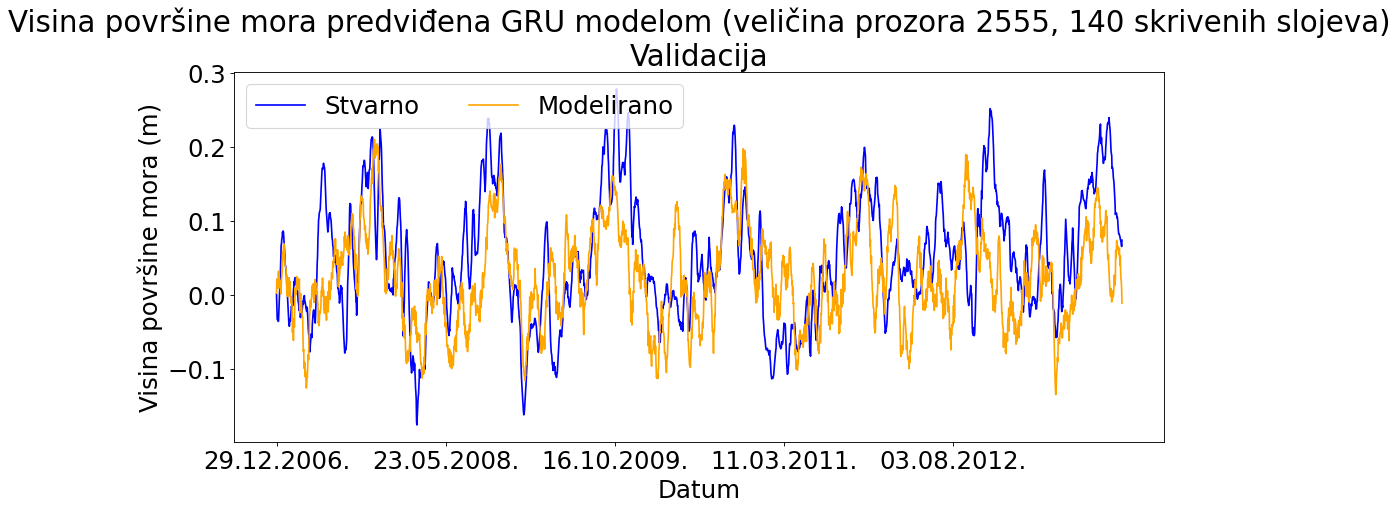 Visina površine mora predviđena GRU modelom (veličina prozora 2555, 140 skrivenih slojeva)
Validacija
Stvarno
Modelirano
Visina površine mora (m)
0.3
0.2
0.1
0.0
−0.1
29.12.2006.
23.05.2008.
16.10.2009.
11.03.2011.
03.08.2012.
Datum